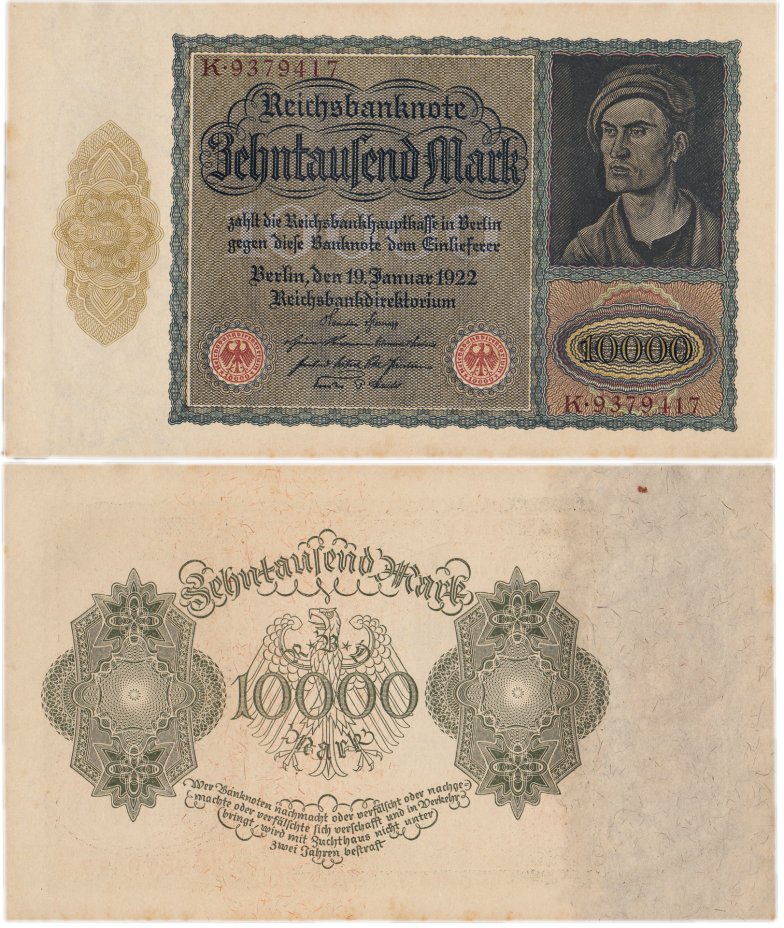 K·9379417
Reichsbanknote
Zehntausend Mark
zahlt die Reichsbankhauptkasse in Berlin
gegen diese Banknote dem Einlieferer
Berlin, den 19. Januar 1922
Reichsbankdirektorium
10000
K·9379417
Zehntausend Mark
R B D
10000
Mark
Wer Banknoten nachmacht oder verfälscht oder nachge-
machte oder verfälschte sich verschafft und in Verkehr
bringt, wird mit Zuchthaus nicht unter
zwei Jahren bestraft